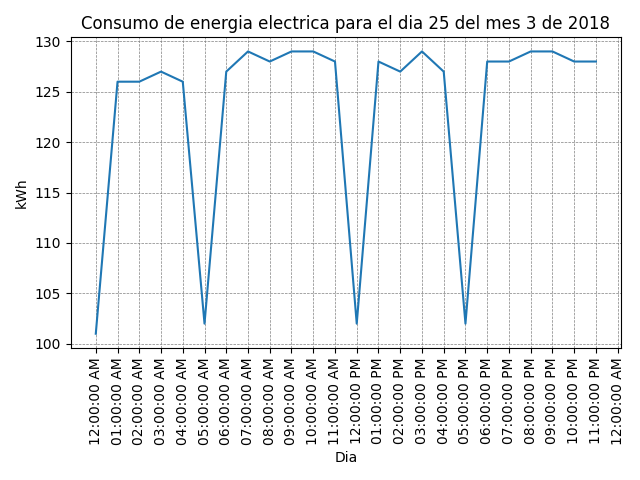 Consumo de energia electrica para el dia 25 del mes 3 de 2018
130
125
120
115
110
105
100
kWh
12:00:00 AM
01:00:00 AM
02:00:00 AM
03:00:00 AM
04:00:00 AM
05:00:00 AM
06:00:00 AM
07:00:00 AM
08:00:00 AM
09:00:00 AM
10:00:00 AM
11:00:00 AM
12:00:00 PM
01:00:00 PM
02:00:00 PM
03:00:00 PM
04:00:00 PM
05:00:00 PM
06:00:00 PM
07:00:00 PM
08:00:00 PM
09:00:00 PM
10:00:00 PM
11:00:00 PM
12:00:00 AM
Dia